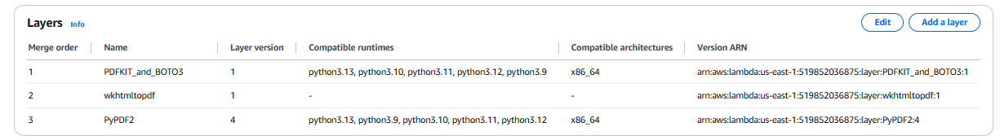 Layers Info Edit Add a layer
Merge order Name Layer version Compatible runtimes Compatible architectures Version ARN
1 PDFKIT_and_BOTO3 1 python3.13, python3.10, python3.11, python3.12, python3.9 x86_64 arn:aws:lambda:us-east-1:519852036875:layer:PDFKIT_and_BOTO3:1
2 wkhtmltopdf 1 - - arn:aws:lambda:us-east-1:519852036875:layer:wkhtmltopdf:1
3 PyPDF2 4 python3.13, python3.9, python3.10, python3.11, python3.12 x86_64 arn:aws:lambda:us-east-1:519852036875:layer:PyPDF2:4